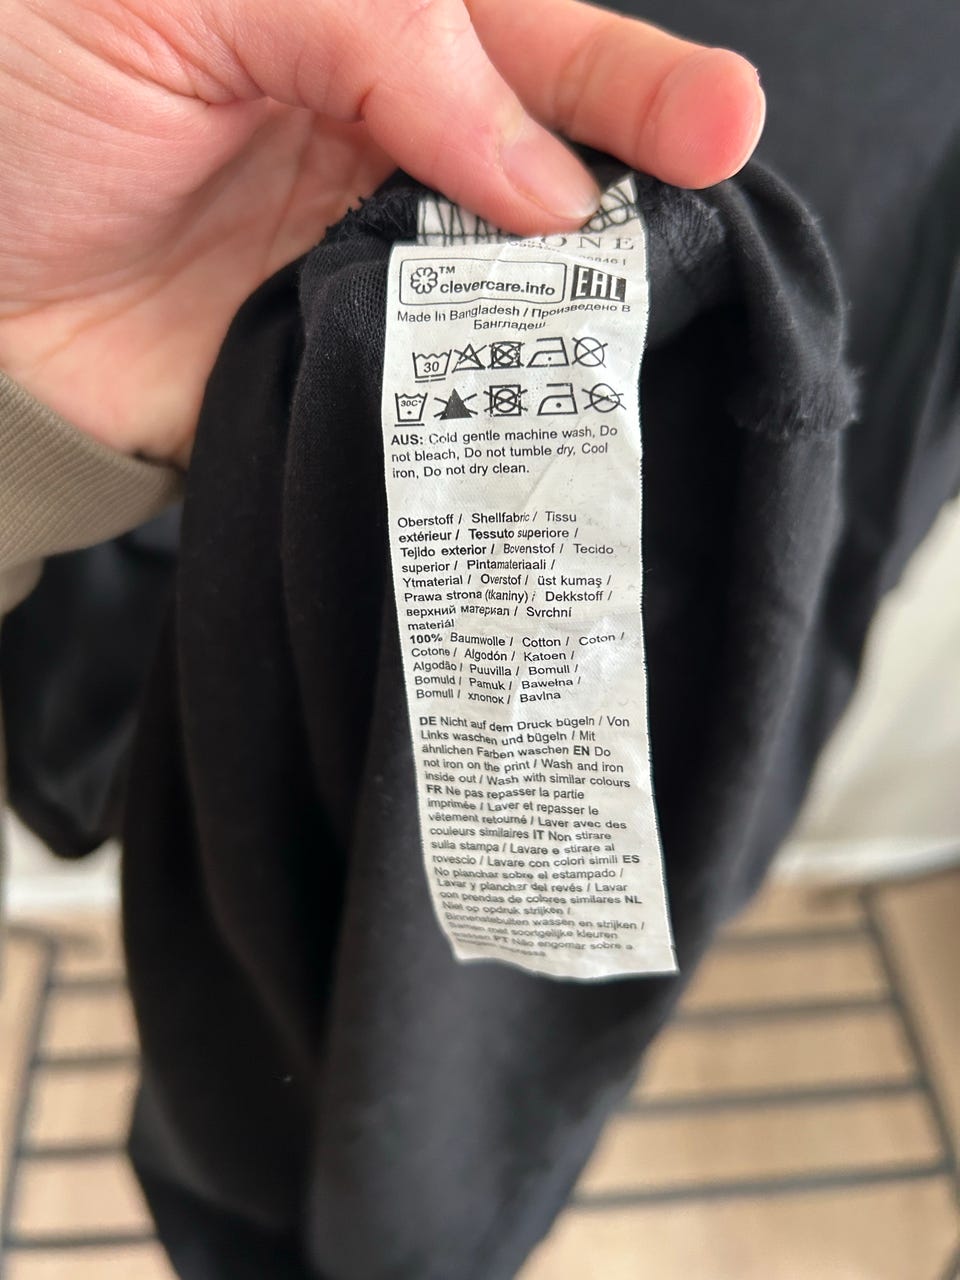 ONE
™
clevercare.info
EAC
Made In Bangladesh / Произведено В
Бангладеш
30
30C°
AUS: Cold gentle machine wash, Do
not bleach, Do not tumble dry, Cool
iron, Do not dry clean.
Oberstoff / Shellfabric / Tissu
extérieur / Tessuto superiore /
Tejido exterior / Bovenstof / Tecido
superior / Pintamateriaali /
Ytmaterial / Overstof / üst kumaş /
Prawa strona (tkaniny) / Dekkstoff /
верхний материал / Svrchní
materiál
100% Baumwolle / Cotton / Coton /
Cotone / Algodón / Katoen /
Algodão / Puuvilla / Bomull /
Bomuld / Pamuk / Bawełna /
Bomull / хлопок / Bavlna
DE Nicht auf dem Druck bügeln / Von
Links waschen und bügeln / Mit
ähnlichen Farben waschen EN Do
not iron on the print / Wash and iron
inside out / Wash with similar colours
FR Ne pas repasser la partie
imprimée / Laver et repasser le
vêtement retourné / Laver avec des
couleurs similaires IT Non stirare
sulla stampa / Lavare e stirare al
rovescio / Lavare con colori simili ES
No planchar sobre el estampado /
Lavar y planchar del revés / Lavar
con prendas de colores similares NL
Niet op opdruk strijken /
Binnenstebuiten wassen en strijken /
Samen met soortgelijke kleuren
wassen PT Não engomar sobre a
imagem impressa